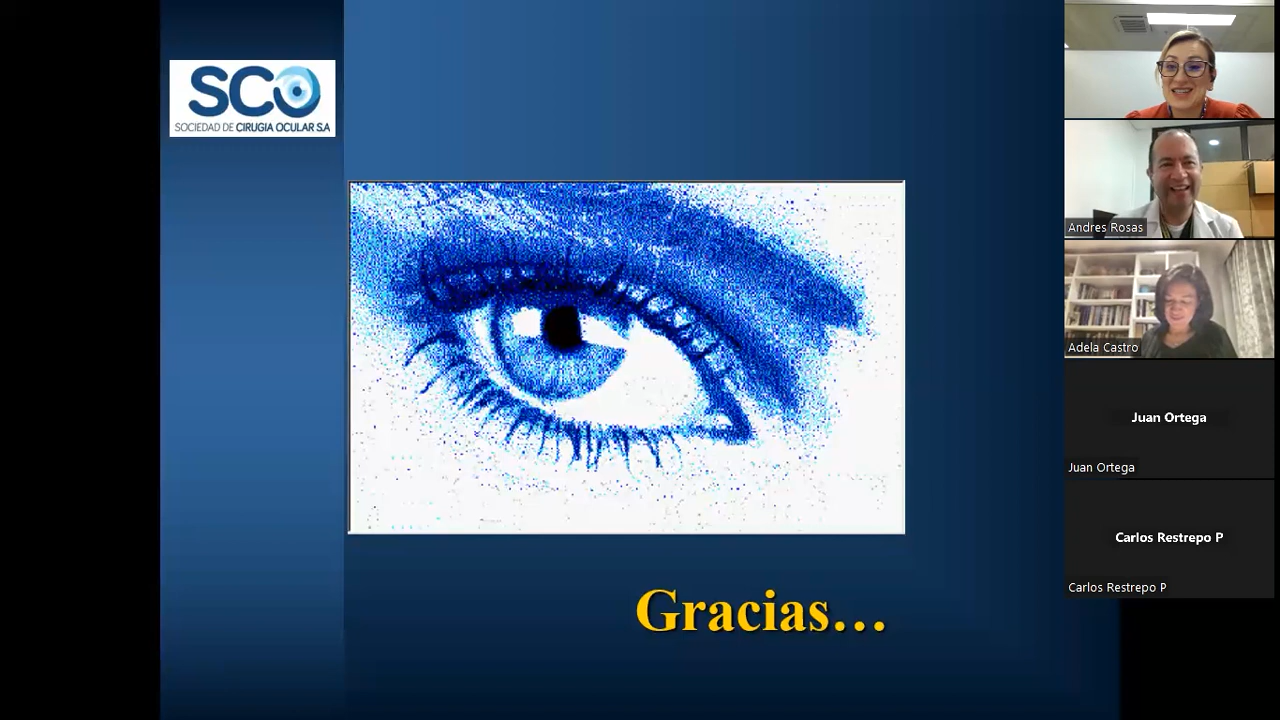 SCO
SOCIEDAD DE CIRUGIA OCULAR S.A
Gracias...
Andres Rosas
Adela Castro
Juan Ortega
Juan Ortega
Carlos Restrepo P
Carlos Restrepo P